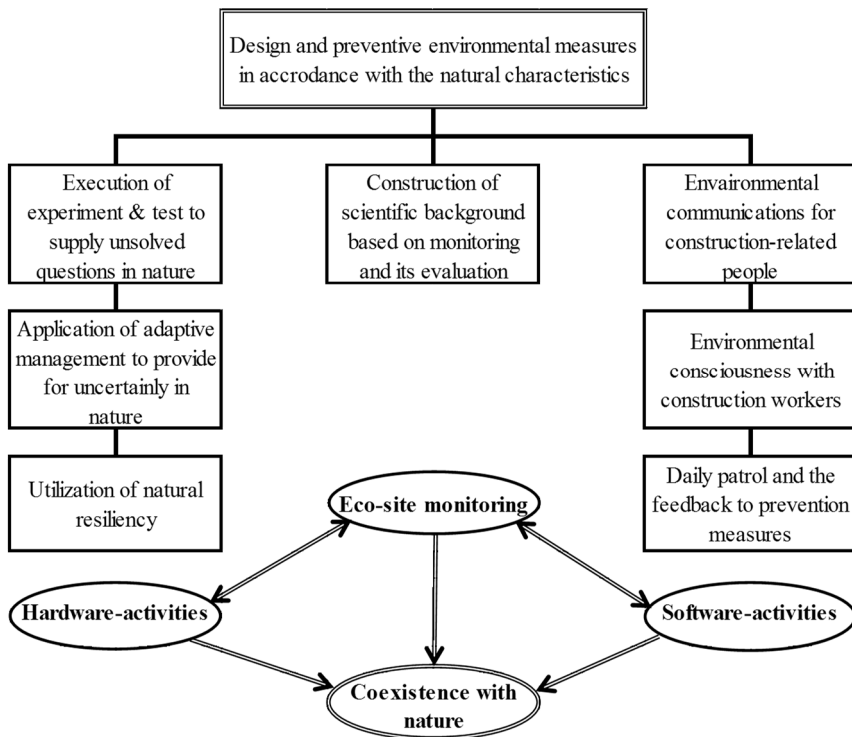 Design and preventive environmental measures
in accrodance with the natural characteristics
Execution of
experiment & test to
supply unsolved
questions in nature
Construction of
scientific background
based on monitoring
and its evaluation
Envaironmental
communications for
construction-related
people
Application of adaptive
management to provide
for uncertainly in
nature
Environmental
consciousness with
construction workers
Utilization of natural
resiliency
Daily patrol and the
feedback to prevention
measures
Eco-site monitoring
Hardware-activities
Software-activities
Coexistence with
nature